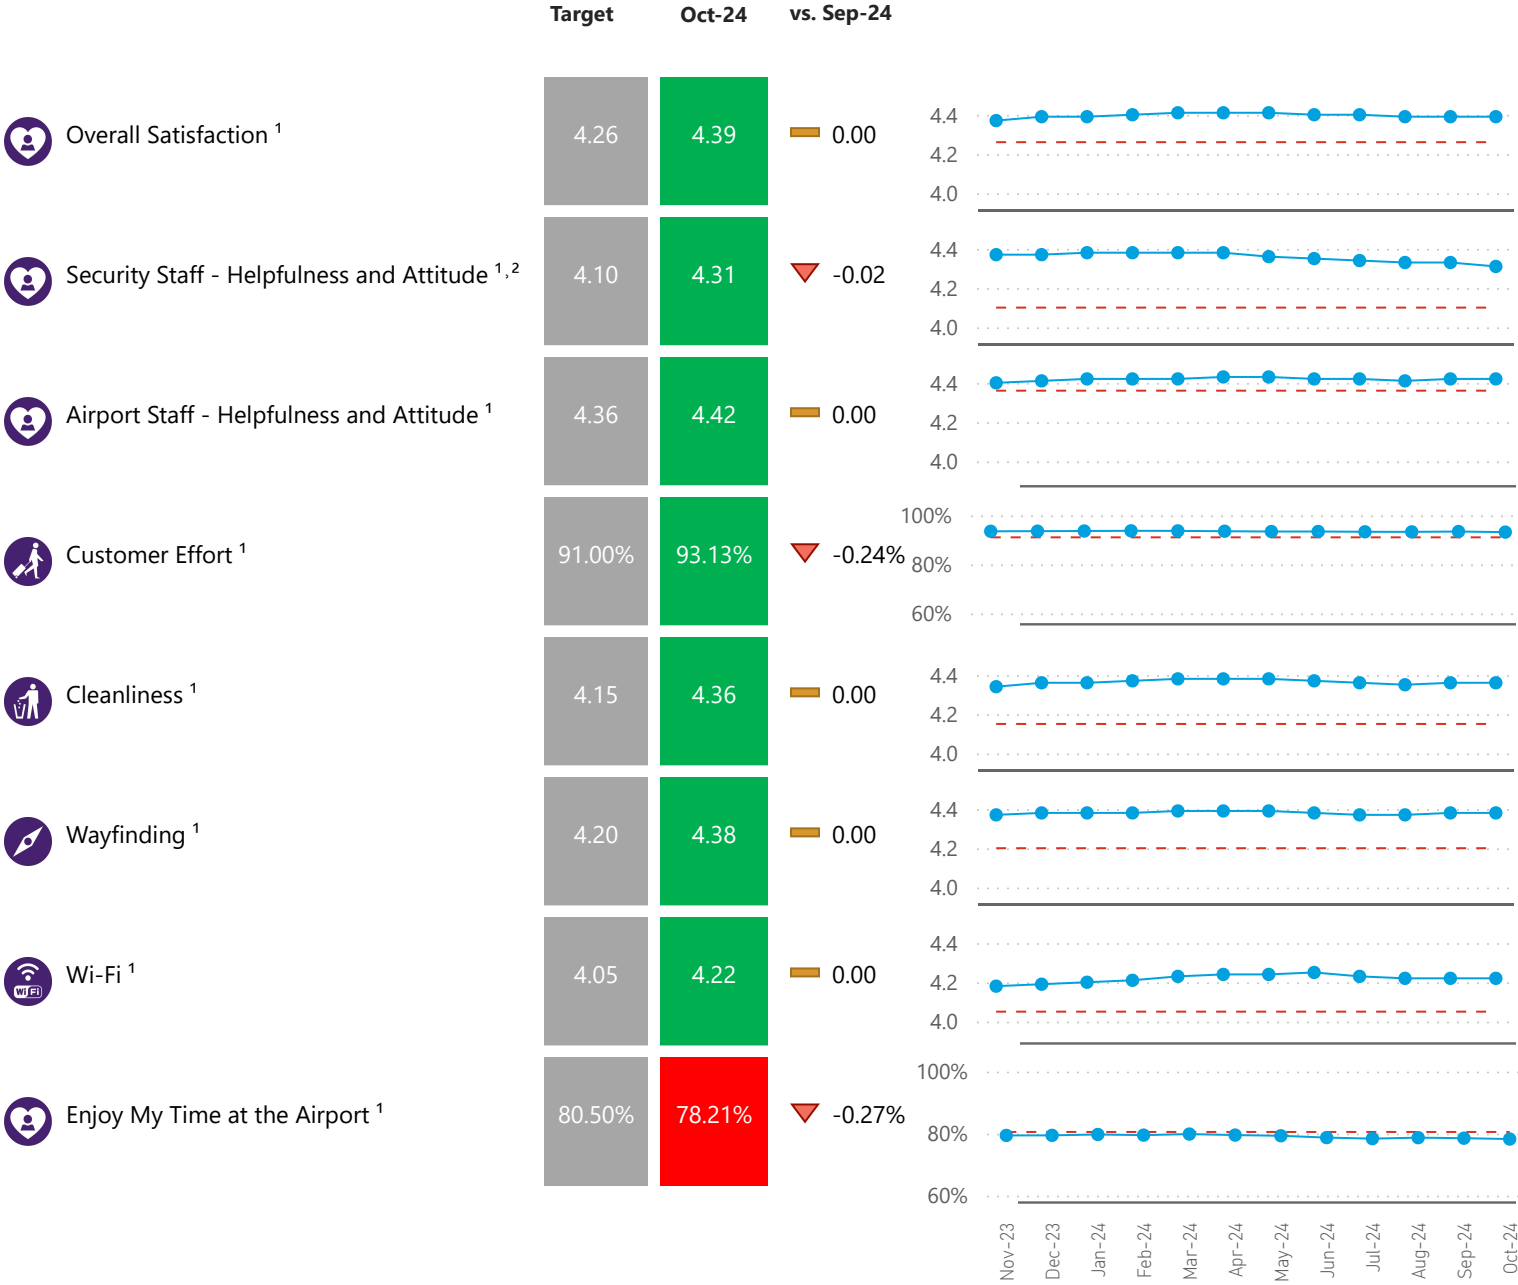 Target Oct-24 vs. Sep-24
Overall Satisfaction ¹ 4.26 4.39 0.00
4.4
4.2
4.0
Security Staff - Helpfulness and Attitude ¹,² 4.10 4.31 -0.02
4.4
4.2
4.0
Airport Staff - Helpfulness and Attitude ¹ 4.36 4.42 0.00
4.4
4.2
4.0
Customer Effort ¹ 91.00% 93.13% -0.24%
100%
80%
60%
Cleanliness ¹ 4.15 4.36 0.00
4.4
4.2
4.0
Wayfinding ¹ 4.20 4.38 0.00
4.4
4.2
4.0
WiFi
Wi-Fi ¹ 4.05 4.22 0.00
4.4
4.2
4.0
Enjoy My Time at the Airport ¹ 80.50% 78.21% -0.27%
100%
80%
60%
Nov-23 Dec-23 Jan-24 Feb-24 Mar-24 Apr-24 May-24 Jun-24 Jul-24 Aug-24 Sep-24 Oct-24